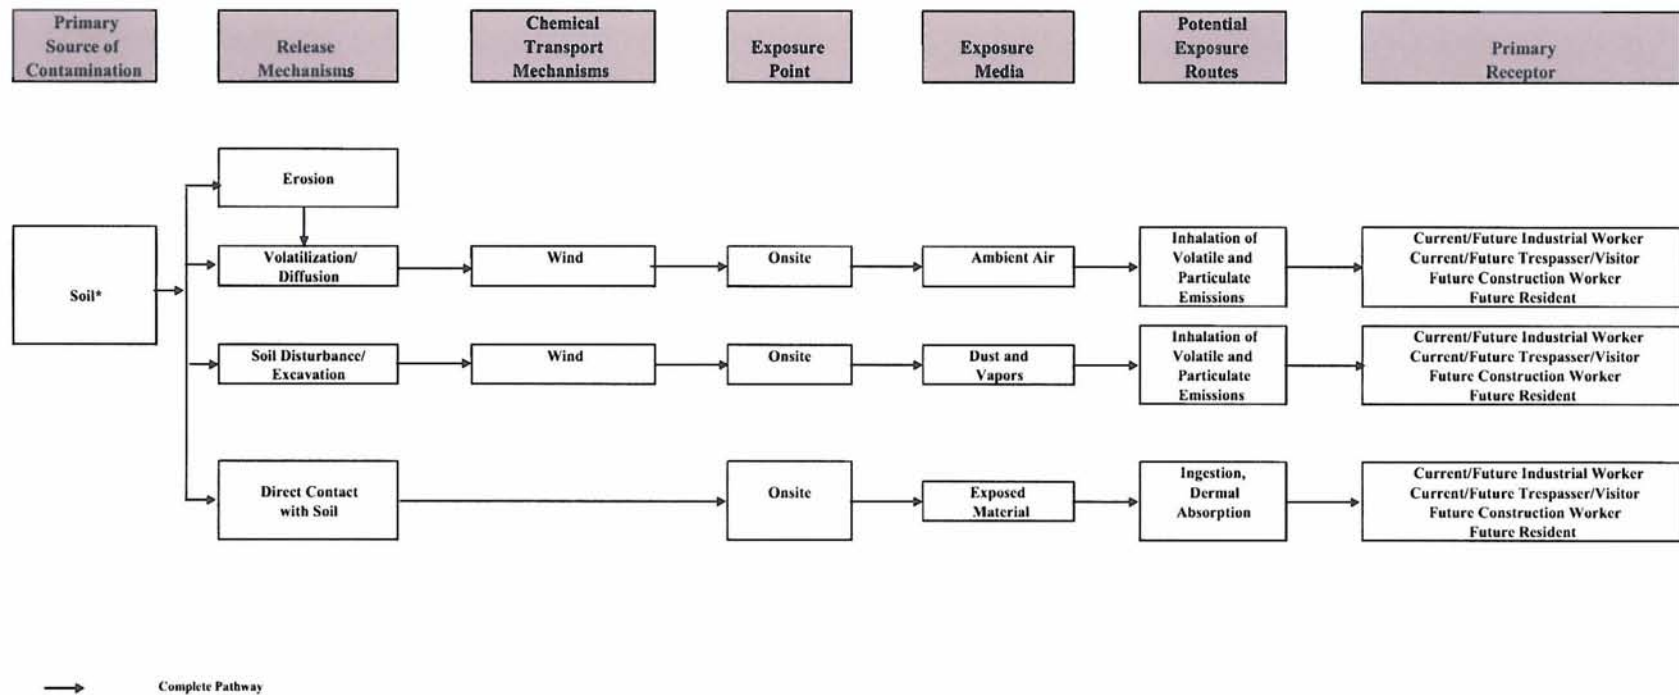 Primary
Source of
Contamination
Release
Mechanisms
Chemical
Transport
Mechanisms
Exposure
Point
Exposure
Media
Potential
Exposure
Routes
Primary
Receptor
Erosion
Soil*
Volatilization/
Diffusion
Wind
Onsite
Ambient Air
Inhalation of
Volatile and
Particulate
Emissions
Current/Future Industrial Worker
Current/Future Trespasser/Visitor
Future Construction Worker
Future Resident
Soil Disturbance/
Excavation
Wind
Onsite
Dust and
Vapors
Inhalation of
Volatile and
Particulate
Emissions
Current/Future Industrial Worker
Current/Future Trespasser/Visitor
Future Construction Worker
Future Resident
Direct Contact
with Soil
Onsite
Exposed
Material
Ingestion,
Dermal
Absorption
Current/Future Industrial Worker
Current/Future Trespasser/Visitor
Future Construction Worker
Future Resident
Complete Pathway